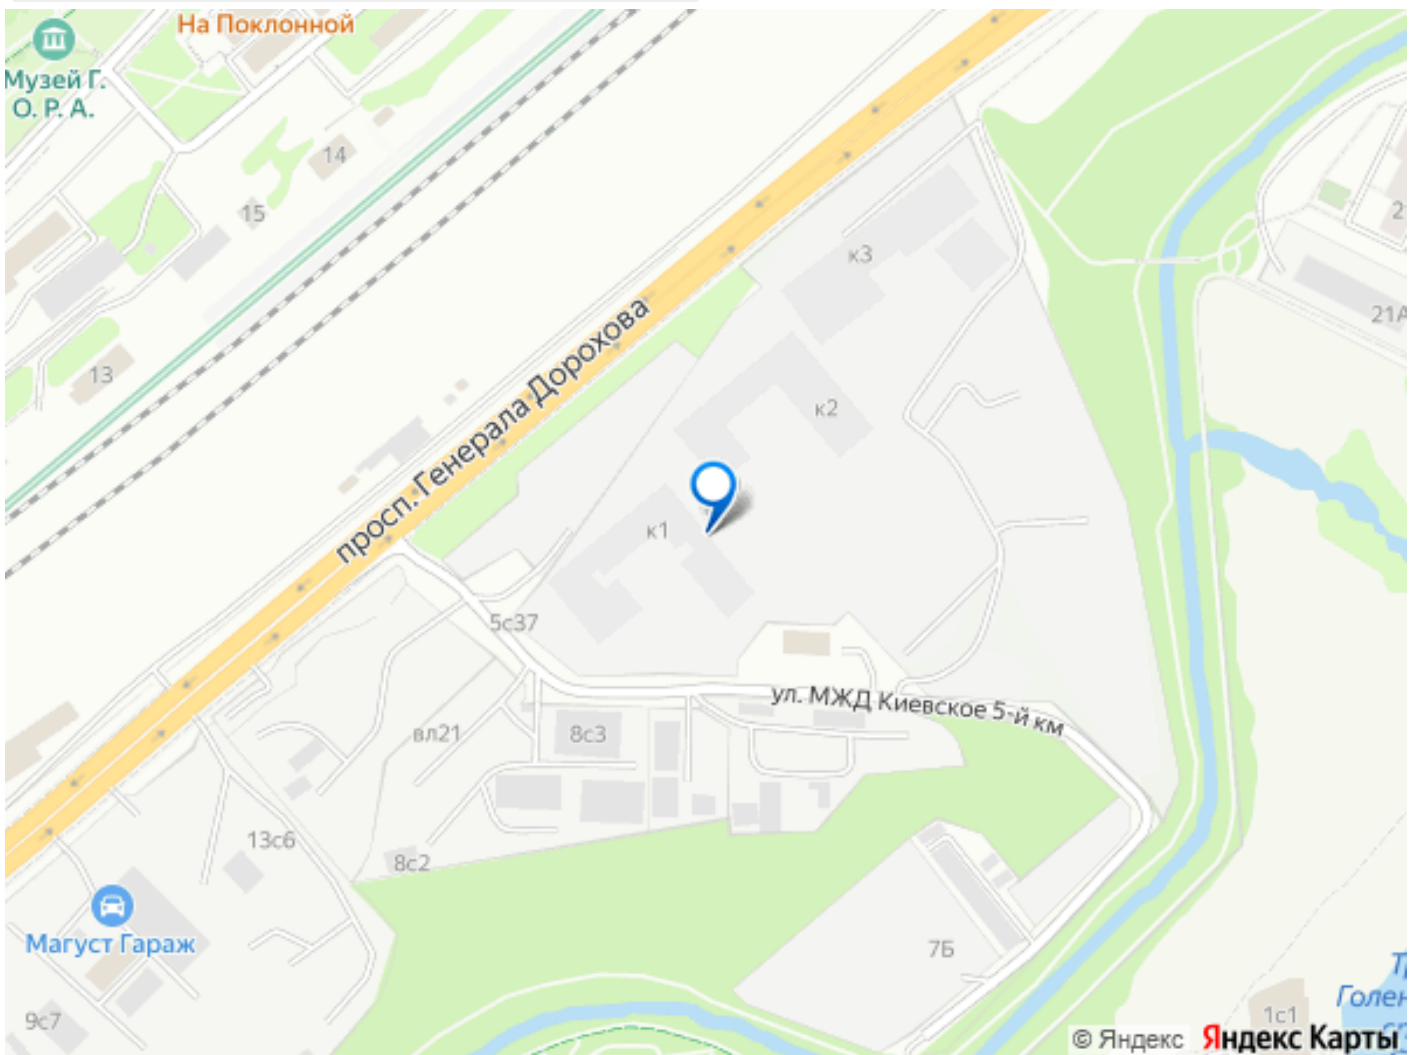 На Поклонной
Музей Г.
О. Р. А.
14
15
13
к3
21А
к2
просп. Генерала Дорохова
к1
5с37
ул. МЖД Киевское 5-й км
вл21
8с3
13с6
8с2
Магуст Гараж
7Б
9с7
1с1
© Яндекс Яндекс Карты